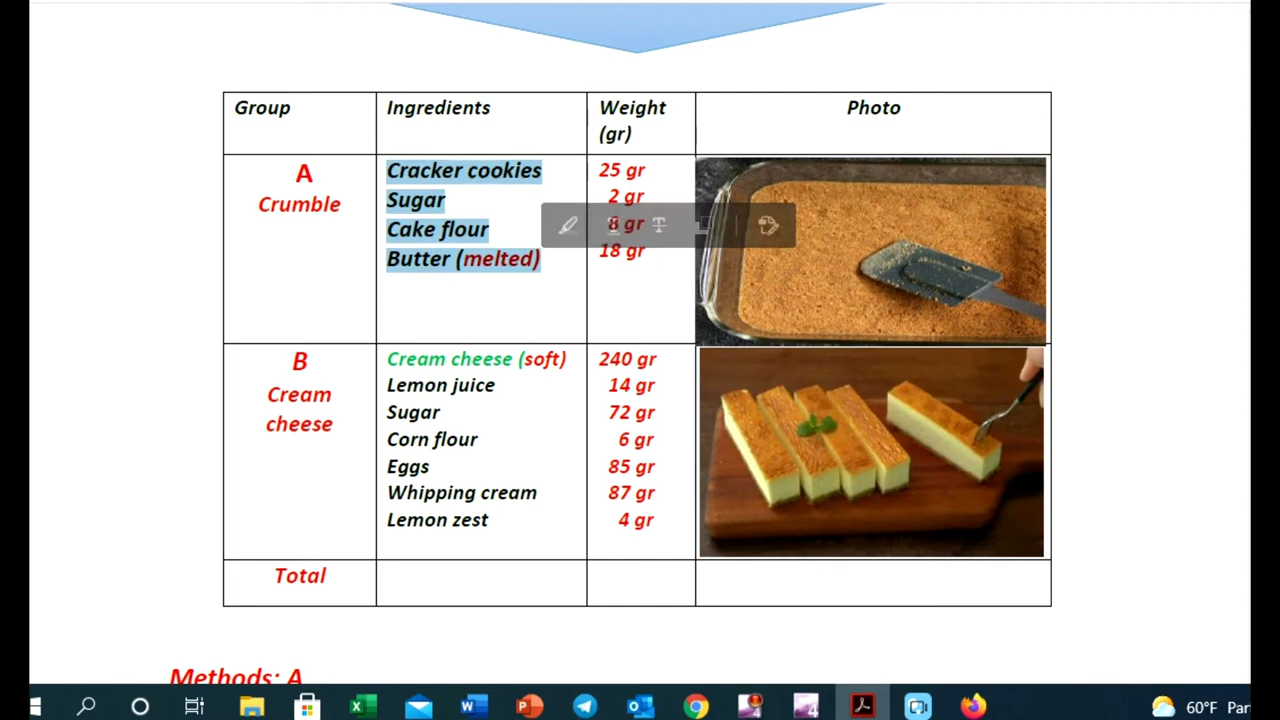 Group Ingredients Weight (gr) Photo
A
Crumble
Cracker cookies 25 gr
Sugar 2 gr
Cake flour 8 gr
Butter (melted) 18 gr
B
Cream
cheese
Cream cheese (soft) 240 gr
Lemon juice 14 gr
Sugar 72 gr
Corn flour 6 gr
Eggs 85 gr
Whipping cream 87 gr
Lemon zest 4 gr
Total
Methods: A
60°F Par